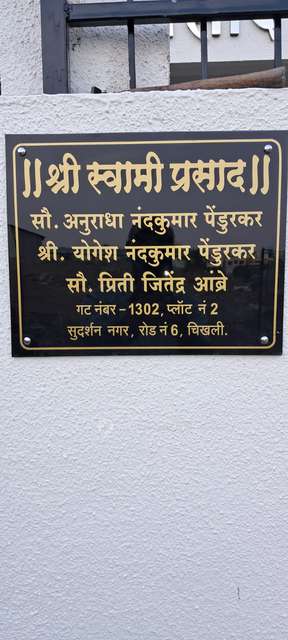 ||श्री स्वामी प्रसाद||
सौ. अनुराधा नंदकुमार पेंडुरकर
श्री. योगेश नंदकुमार पेंडुरकर
सौ. प्रिती जितेंद्र आंब्रे
गट नंबर - 1302, प्लॉट नं 2
सुदर्शन नगर, रोड नं 6, चिखली.